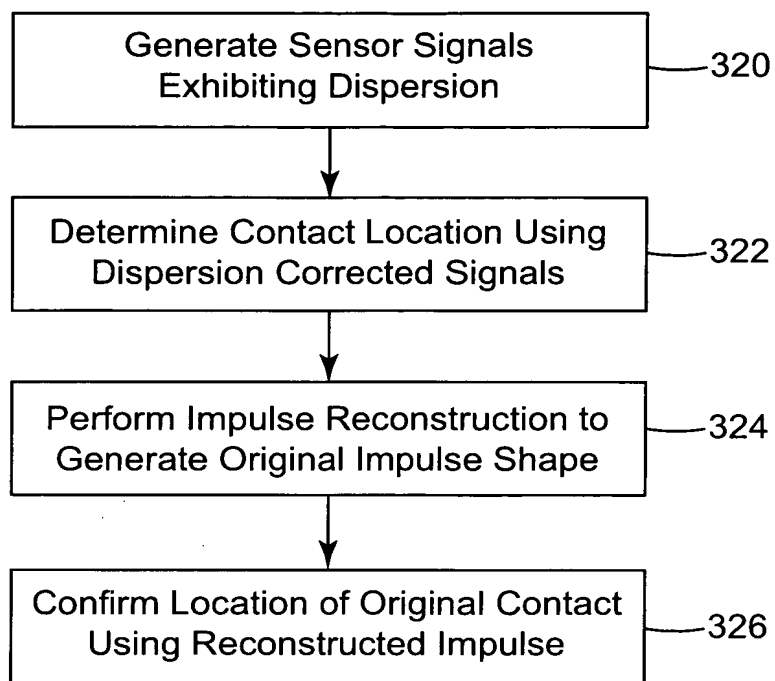 Generate Sensor Signals
Exhibiting Dispersion
320
Determine Contact Location Using
Dispersion Corrected Signals
322
Perform Impulse Reconstruction to
Generate Original Impulse Shape
324
Confirm Location of Original Contact
Using Reconstructed Impulse
326